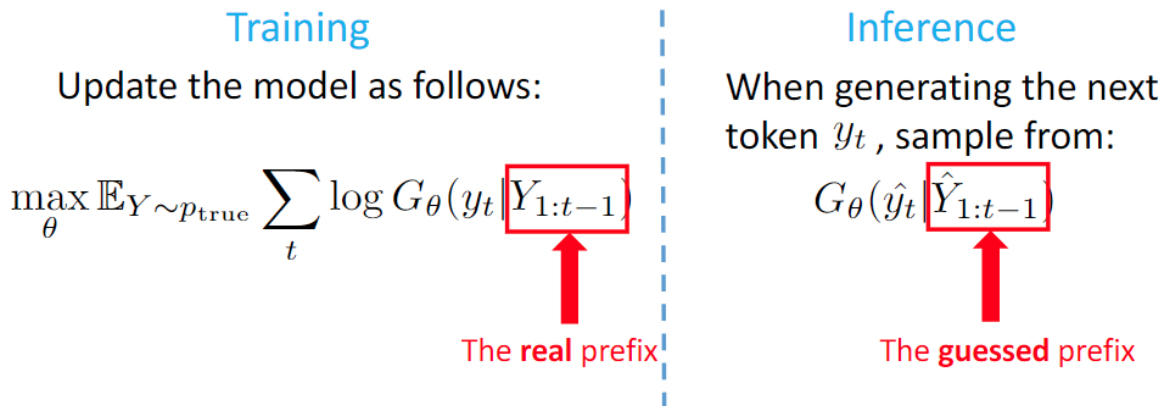 Training
Update the model as follows:
max_θ 𝔼_{Y∼p_true} ∑_t log G_θ(y_t|Y_{1:t−1})
The real prefix
Inference
When generating the next
token y_t , sample from:
G_θ(ŷ_t|Ŷ_{1:t−1})
The guessed prefix